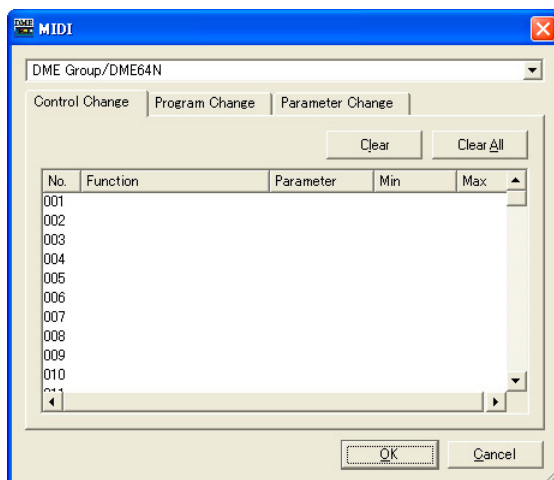 DME
MIDI
DME Group/DME64N
Control Change Program Change Parameter Change
Clear Clear All
No. Function Parameter Min Max
001
002
003
004
005
006
007
008
009
010
011
OK Cancel